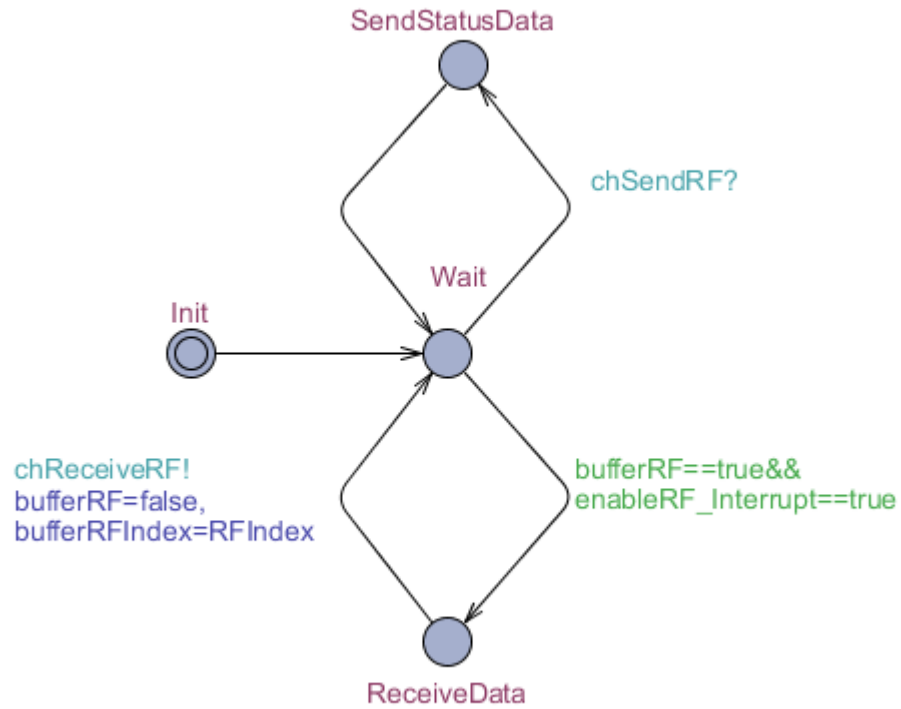 SendStatusData
chSendRF?
Wait
Init
chReceiveRF!
bufferRF=false,
bufferRFIndex=RFIndex
bufferRF==true&&
enableRF_Interrupt==true
ReceiveData